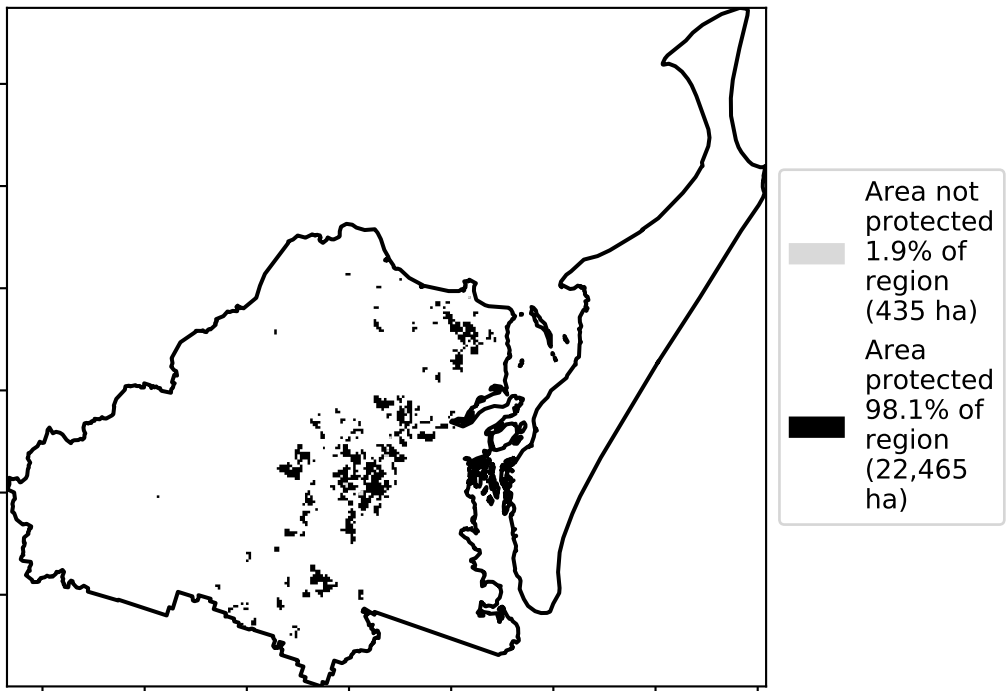 Area not
protected
1.9% of
region
(435 ha)
Area
protected
98.1% of
region
(22,465
ha)